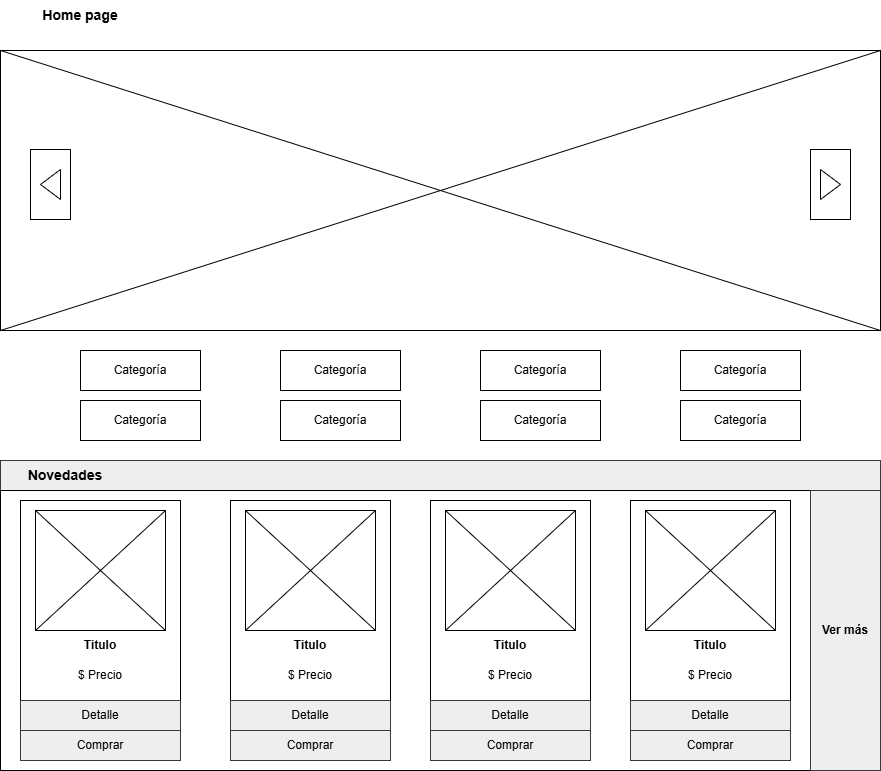 Home page
Categoría Categoría Categoría Categoría
Categoría Categoría Categoría Categoría
Novedades
Titulo Titulo Titulo Titulo
$ Precio $ Precio $ Precio $ Precio
Detalle Detalle Detalle Detalle
Comprar Comprar Comprar Comprar
Ver más